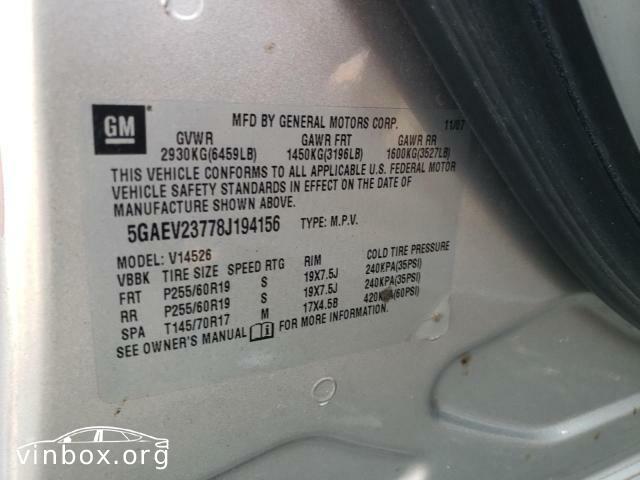 GM
MFD BY GENERAL MOTORS CORP. 11/07
GVWR GAWR FRT GAWR RR
2930KG(6459LB) 1450KG(3196LB) 1600KG(3527LB)
THIS VEHICLE CONFORMS TO ALL APPLICABLE U.S. FEDERAL MOTOR
VEHICLE SAFETY STANDARDS IN EFFECT ON THE DATE OF
MANUFACTURE SHOWN ABOVE.
5GAEV23778J194156 TYPE: M.P.V.
MODEL: V14526
VBBK TIRE SIZE SPEED RTG RIM COLD TIRE PRESSURE
FRT P255/60R19 S 19X7.5J 240KPA(35PSI)
RR P255/60R19 S 19X7.5J 240KPA(35PSI)
SPA T145/70R17 M 17X4.5B 420KPA(60PSI)
SEE OWNER'S MANUAL FOR MORE INFORMATION.
vinbox.org